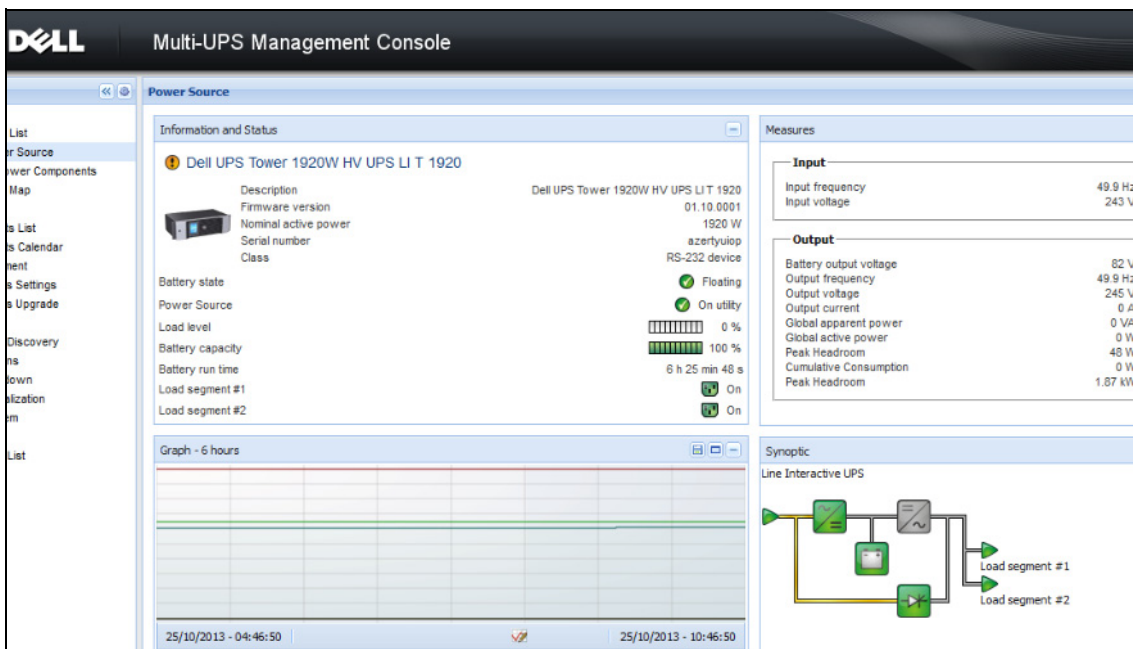 DELL
Multi-UPS Management Console
Power Source
List
Source
Components
Map
List
Calendar
Settings
Upgrade
Discovery
List
Information and Status
Dell UPS Tower 1920W HV UPS LI T 1920
Description Dell UPS Tower 1920W HV UPS LI T 1920
Firmware version 01.10.0001
Nominal active power 1920 W
Serial number azertyuiop
Class RS-232 device
Battery state Floating
Power Source On utility
Load level 0 %
Battery capacity 100 %
Battery run time 6 h 25 min 48 s
Load segment #1 On
Load segment #2 On
Measures
Input
Input frequency 49.9 Hz
Input voltage 243 V
Output
Battery output voltage 82 V
Output frequency 49.9 Hz
Output voltage 245 V
Output current 0 A
Global apparent power 0 VA
Global active power 0 W
Peak Headroom 48 W
Cumulative Consumption 0 W
Peak Headroom 1.87 kW
Graph - 6 hours
25/10/2013 - 04:46:50 25/10/2013 - 10:46:50
Synoptic
Line Interactive UPS
Load segment #1
Load segment #2